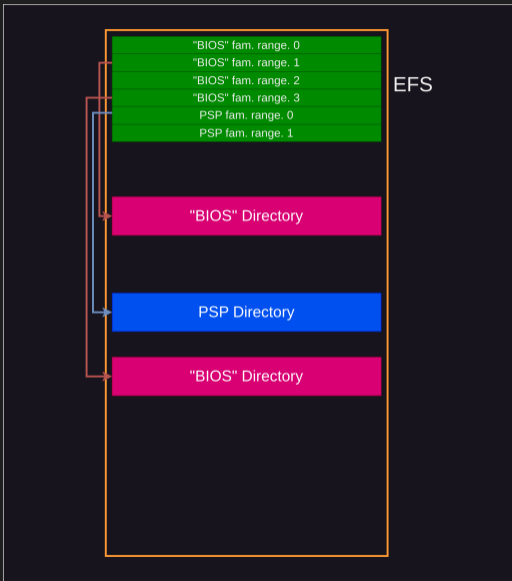 "BIOS" fam. range. 0
"BIOS" fam. range. 1
"BIOS" fam. range. 2
"BIOS" fam. range. 3
PSP fam. range. 0
PSP fam. range. 1
EFS
"BIOS" Directory
PSP Directory
"BIOS" Directory